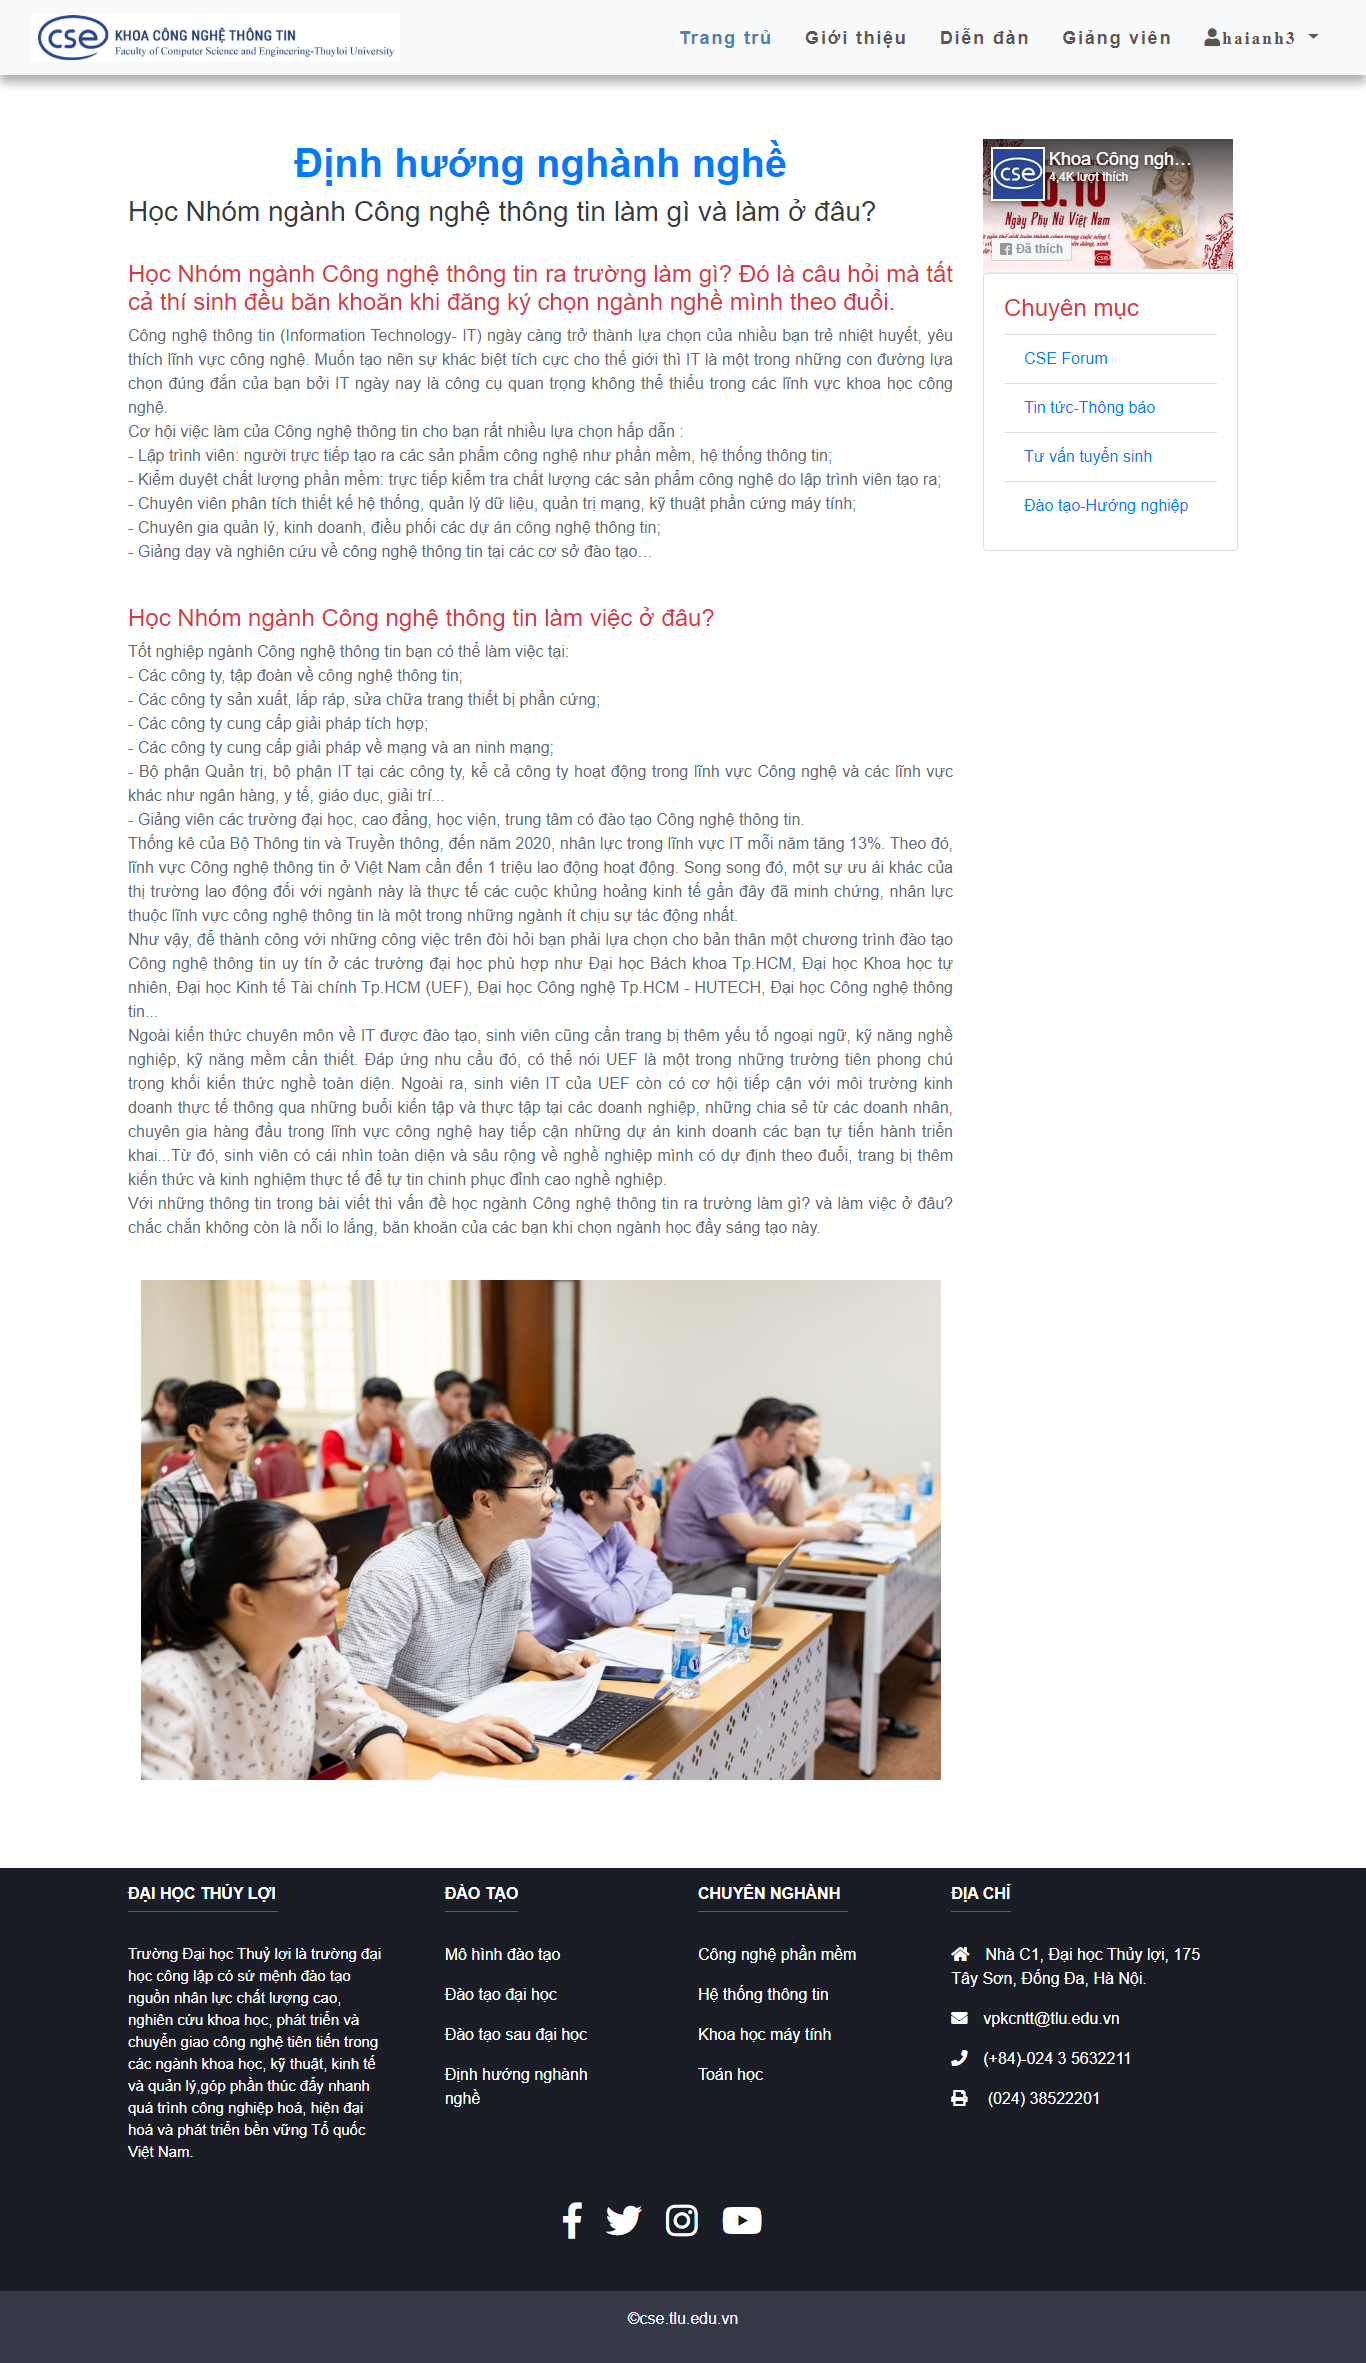 cse KHOA CÔNG NGHỆ THÔNG TIN
Faculty of Computer Science and Engineering-Thuyloi University
Trang trủ
Giới thiệu
Diễn đàn
Giảng viên
haianh3
Định hướng nghành nghề
Học Nhóm ngành Công nghệ thông tin làm gì và làm ở đâu?
Học Nhóm ngành Công nghệ thông tin ra trường làm gì? Đó là câu hỏi mà tất
cả thí sinh đều băn khoăn khi đăng ký chọn ngành nghề mình theo đuổi.
Công nghệ thông tin (Information Technology- IT) ngày càng trở thành lựa chọn của nhiều bạn trẻ nhiệt huyết, yêu
thích lĩnh vực công nghệ. Muốn tạo nên sự khác biệt tích cực cho thế giới thì IT là một trong những con đường lựa
chọn đúng đắn của bạn bởi IT ngày nay là công cụ quan trọng không thể thiếu trong các lĩnh vực khoa học công
nghệ.
Cơ hội việc làm của Công nghệ thông tin cho bạn rất nhiều lựa chọn hấp dẫn :
- Lập trình viên: người trực tiếp tạo ra các sản phẩm công nghệ như phần mềm, hệ thống thông tin;
- Kiểm duyệt chất lượng phần mềm: trực tiếp kiểm tra chất lượng các sản phẩm công nghệ do lập trình viên tạo ra;
- Chuyên viên phân tích thiết kế hệ thống, quản lý dữ liệu, quản trị mạng, kỹ thuật phần cứng máy tính;
- Chuyên gia quản lý, kinh doanh, điều phối các dự án công nghệ thông tin;
- Giảng dạy và nghiên cứu về công nghệ thông tin tại các cơ sở đào tạo…
Học Nhóm ngành Công nghệ thông tin làm việc ở đâu?
Tốt nghiệp ngành Công nghệ thông tin bạn có thể làm việc tại:
- Các công ty, tập đoàn về công nghệ thông tin;
- Các công ty sản xuất, lắp ráp, sửa chữa trang thiết bị phần cứng;
- Các công ty cung cấp giải pháp tích hợp;
- Các công ty cung cấp giải pháp về mạng và an ninh mạng;
- Bộ phận Quản trị, bộ phận IT tại các công ty, kể cả công ty hoạt động trong lĩnh vực Công nghệ và các lĩnh vực
khác như ngân hàng, y tế, giáo dục, giải trí...
- Giảng viên các trường đại học, cao đẳng, học viện, trung tâm có đào tạo Công nghệ thông tin.
Thống kê của Bộ Thông tin và Truyền thông, đến năm 2020, nhân lực trong lĩnh vực IT mỗi năm tăng 13%. Theo đó,
lĩnh vực Công nghệ thông tin ở Việt Nam cần đến 1 triệu lao động hoạt động. Song song đó, một sự ưu ái khác của
thị trường lao động đối với ngành này là thực tế các cuộc khủng hoảng kinh tế gần đây đã minh chứng, nhân lực
thuộc lĩnh vực công nghệ thông tin là một trong những ngành ít chịu sự tác động nhất.
Như vậy, để thành công với những công việc trên đòi hỏi bạn phải lựa chọn cho bản thân một chương trình đào tạo
Công nghệ thông tin uy tín ở các trường đại học phù hợp như Đại học Bách khoa Tp.HCM, Đại học Khoa học tự
nhiên, Đại học Kinh tế Tài chính Tp.HCM (UEF), Đại học Công nghệ Tp.HCM - HUTECH, Đại học Công nghệ thông
tin...
Ngoài kiến thức chuyên môn về IT được đào tạo, sinh viên cũng cần trang bị thêm yếu tố ngoại ngữ, kỹ năng nghề
nghiệp, kỹ năng mềm cần thiết. Đáp ứng nhu cầu đó, có thể nói UEF là một trong những trường tiên phong chú
trọng khối kiến thức nghề toàn diện. Ngoài ra, sinh viên IT của UEF còn có cơ hội tiếp cận với môi trường kinh
doanh thực tế thông qua những buổi kiến tập và thực tập tại các doanh nghiệp, những chia sẻ từ các doanh nhân,
chuyên gia hàng đầu trong lĩnh vực công nghệ hay tiếp cận những dự án kinh doanh các bạn tự tiến hành triển
khai...Từ đó, sinh viên có cái nhìn toàn diện và sâu rộng về nghề nghiệp mình có dự định theo đuổi, trang bị thêm
kiến thức và kinh nghiệm thực tế để tự tin chinh phục đỉnh cao nghề nghiệp.
Với những thông tin trong bài viết thì vấn đề học ngành Công nghệ thông tin ra trường làm gì? và làm việc ở đâu?
chắc chắn không còn là nỗi lo lắng, băn khoăn của các bạn khi chọn ngành học đầy sáng tạo này.
cse
Khoa Công ngh...
4,4K lượt thích
20.10
Ngày Phụ Nữ Việt Nam
Đã thích
Chuyên mục
CSE Forum
Tin tức-Thông báo
Tư vấn tuyển sinh
Đào tạo-Hướng nghiệp
ĐẠI HỌC THỦY LỢI
Trường Đại học Thuỷ lợi là trường đại
học công lập có sứ mệnh đào tạo
nguồn nhân lực chất lượng cao,
nghiên cứu khoa học, phát triển và
chuyển giao công nghệ tiên tiến trong
các ngành khoa học, kỹ thuật, kinh tế
và quản lý,góp phần thúc đẩy nhanh
quá trình công nghiệp hoá, hiện đại
hoá và phát triển bền vững Tổ quốc
Việt Nam.
ĐÀO TẠO
Mô hình đào tạo
Đào tạo đại học
Đào tạo sau đại học
Định hướng nghành
nghề
CHUYÊN NGHÀNH
Công nghệ phần mềm
Hệ thống thông tin
Khoa học máy tính
Toán học
ĐỊA CHỈ
Nhà C1, Đại học Thủy lợi, 175
Tây Sơn, Đống Đa, Hà Nội.
vpkcntt@tlu.edu.vn
(+84)-024 3 5632211
(024) 38522201
©cse.tlu.edu.vn